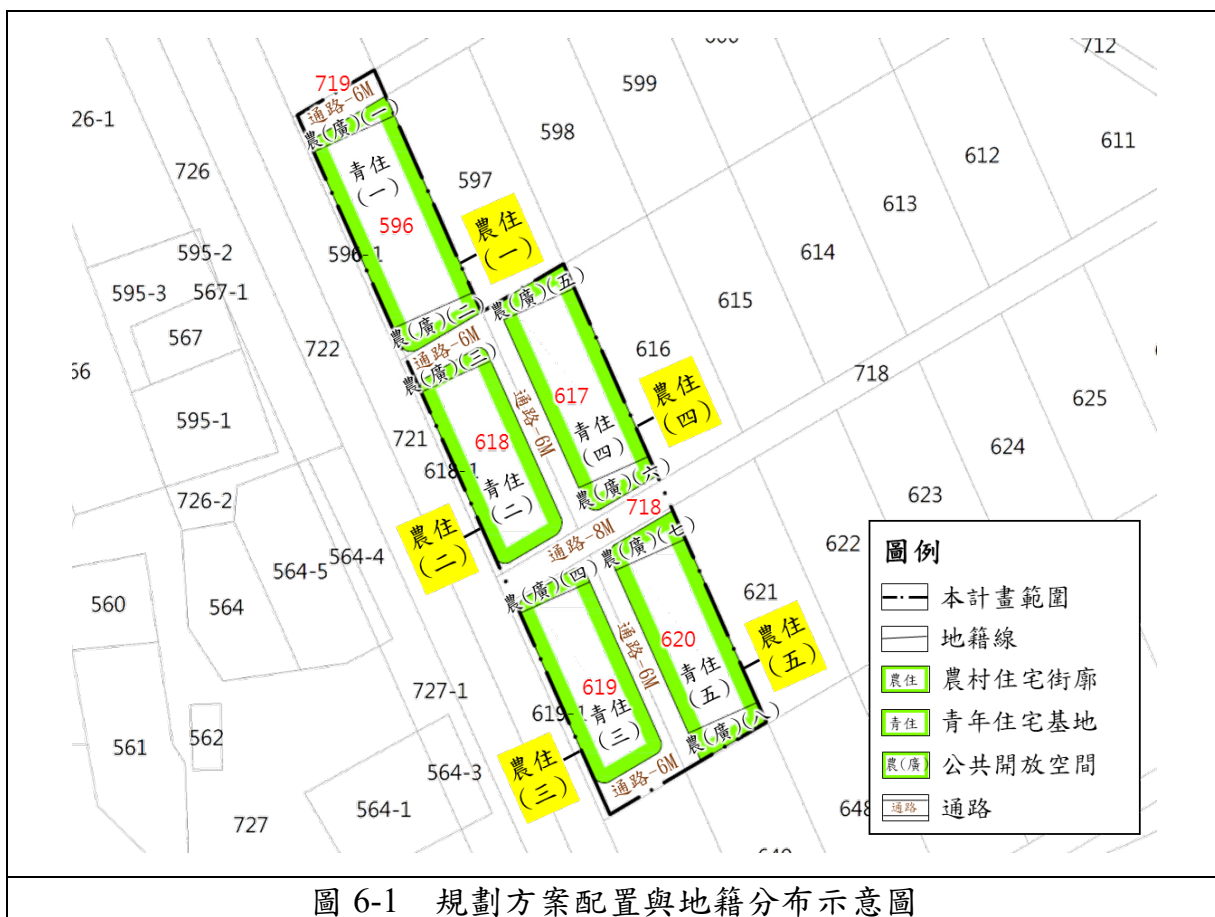 712
599
719
通路-6M
26-1
農(廣)(一)
598
611
612
726
青住
(一)
597
613
596
農住
(一)
595-2
596-1
614
595-3
567-1
農(廣)(五)
615
567
農(廣)(二)
通路-6M
722
616
農(廣)(三)
718
66
通路-6M
617
農住
(四)
625
595-1
721
618
青住
(四)
624
618-1
726-2
青住
(二)
農(廣)(六)
623
718
農住
(二)
通路-8M
564-4
564-5
農(廣)(七)
622
農(廣)(四)
621
560
564
通路-6M
620
農住
(五)
青住
(五)
619
727-1
619-1
青住
(三)
農(廣)(八)
561
562
564-3
農住
(三)
通路-6M
564-1
727
648
圖例
本計畫範圍
地籍線
農住 農村住宅街廓
青住 青年住宅基地
農(廣) 公共開放空間
通路 通路
圖 6-1 規劃方案配置與地籍分布示意圖